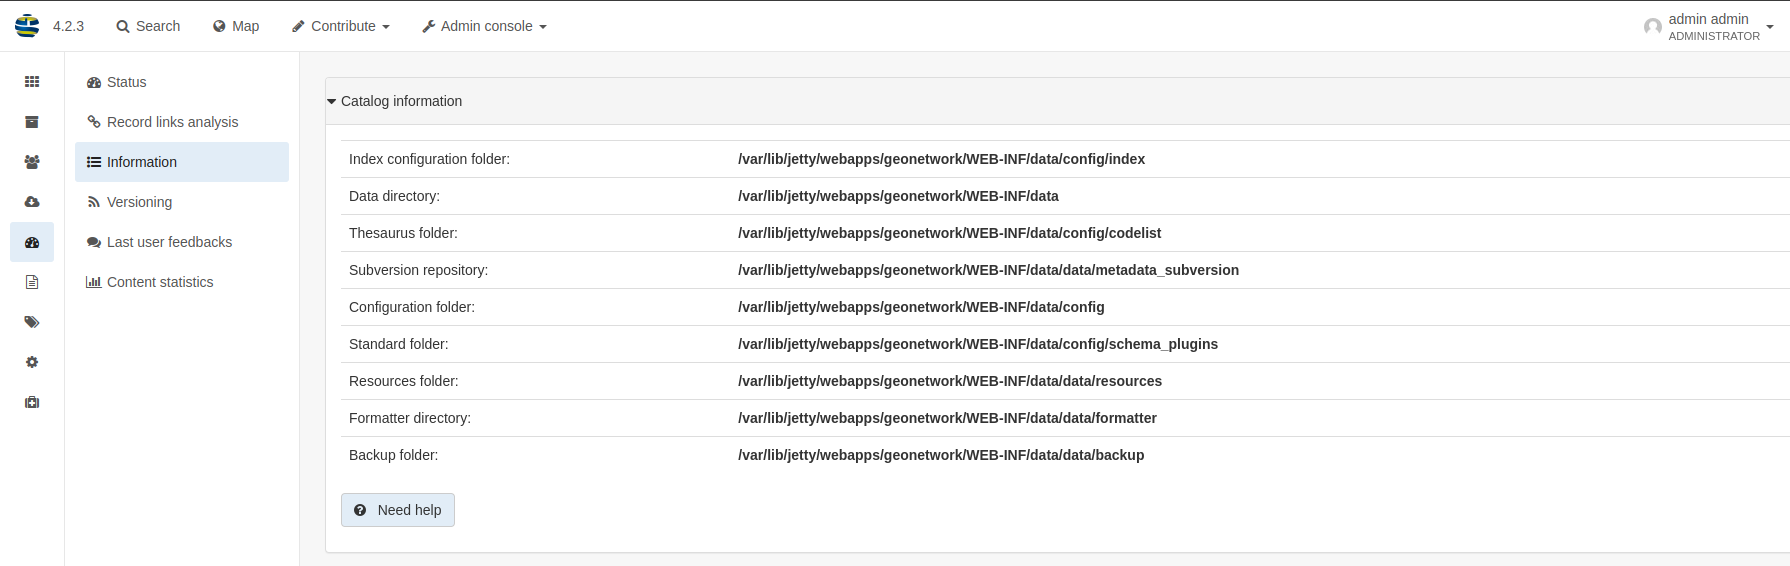 4.2.3 Search Map Contribute Admin console admin admin
ADMINISTRATOR
Status
Record links analysis
Information
Versioning
Last user feedbacks
Content statistics
Catalog information
Index configuration folder: /var/lib/jetty/webapps/geonetwork/WEB-INF/data/config/index
Data directory: /var/lib/jetty/webapps/geonetwork/WEB-INF/data
Thesaurus folder: /var/lib/jetty/webapps/geonetwork/WEB-INF/data/config/codelist
Subversion repository: /var/lib/jetty/webapps/geonetwork/WEB-INF/data/data/metadata_subversion
Configuration folder: /var/lib/jetty/webapps/geonetwork/WEB-INF/data/config
Standard folder: /var/lib/jetty/webapps/geonetwork/WEB-INF/data/config/schema_plugins
Resources folder: /var/lib/jetty/webapps/geonetwork/WEB-INF/data/data/resources
Formatter directory: /var/lib/jetty/webapps/geonetwork/WEB-INF/data/data/formatter
Backup folder: /var/lib/jetty/webapps/geonetwork/WEB-INF/data/data/backup
Need help